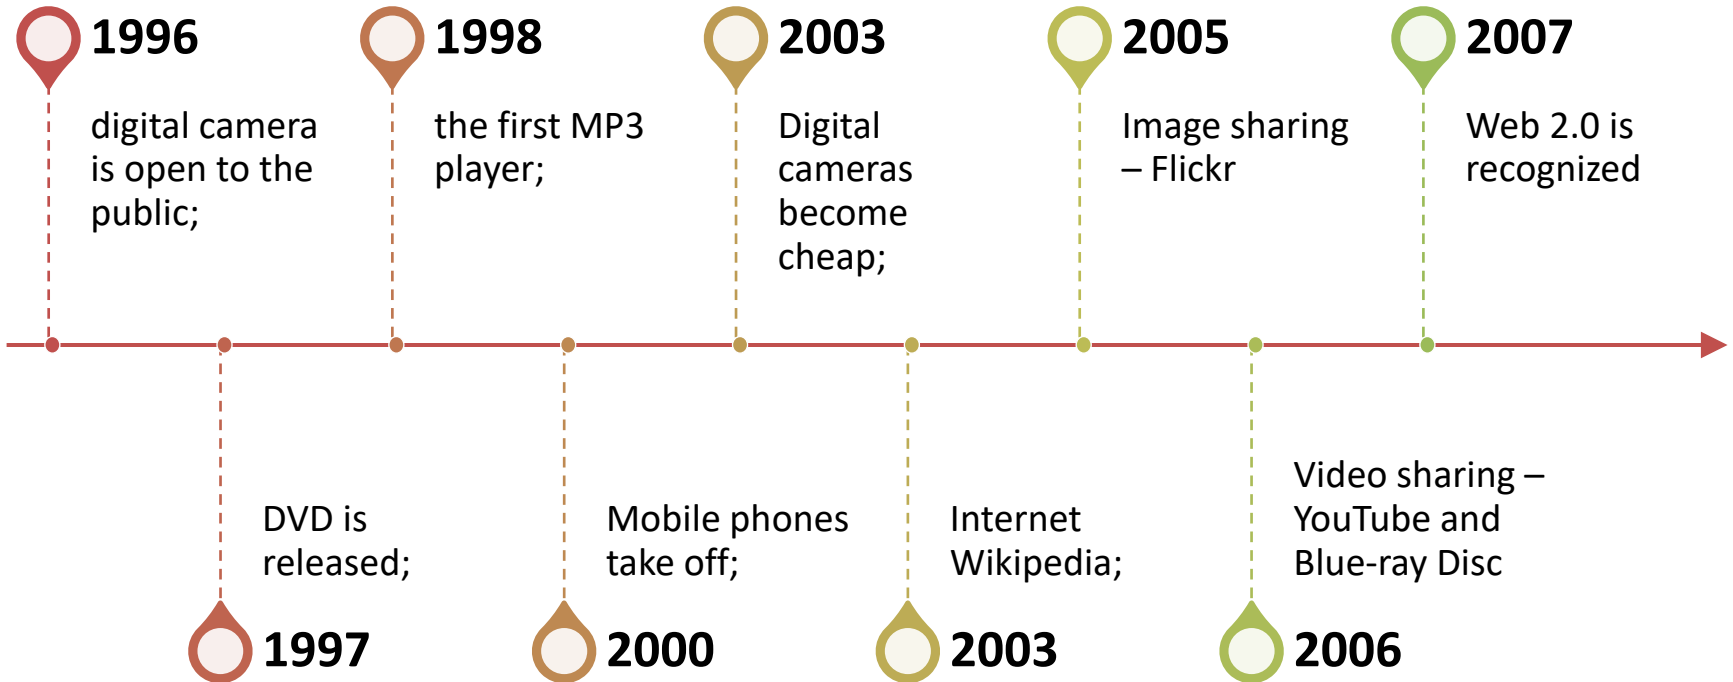 1996
digital camera
is open to the
public;
1997
DVD is
released;
1998
the first MP3
player;
2000
Mobile phones
take off;
2003
Digital
cameras
become
cheap;
2003
Internet
Wikipedia;
2005
Image sharing
– Flickr
2006
Video sharing –
YouTube and
Blue-ray Disc
2007
Web 2.0 is
recognized